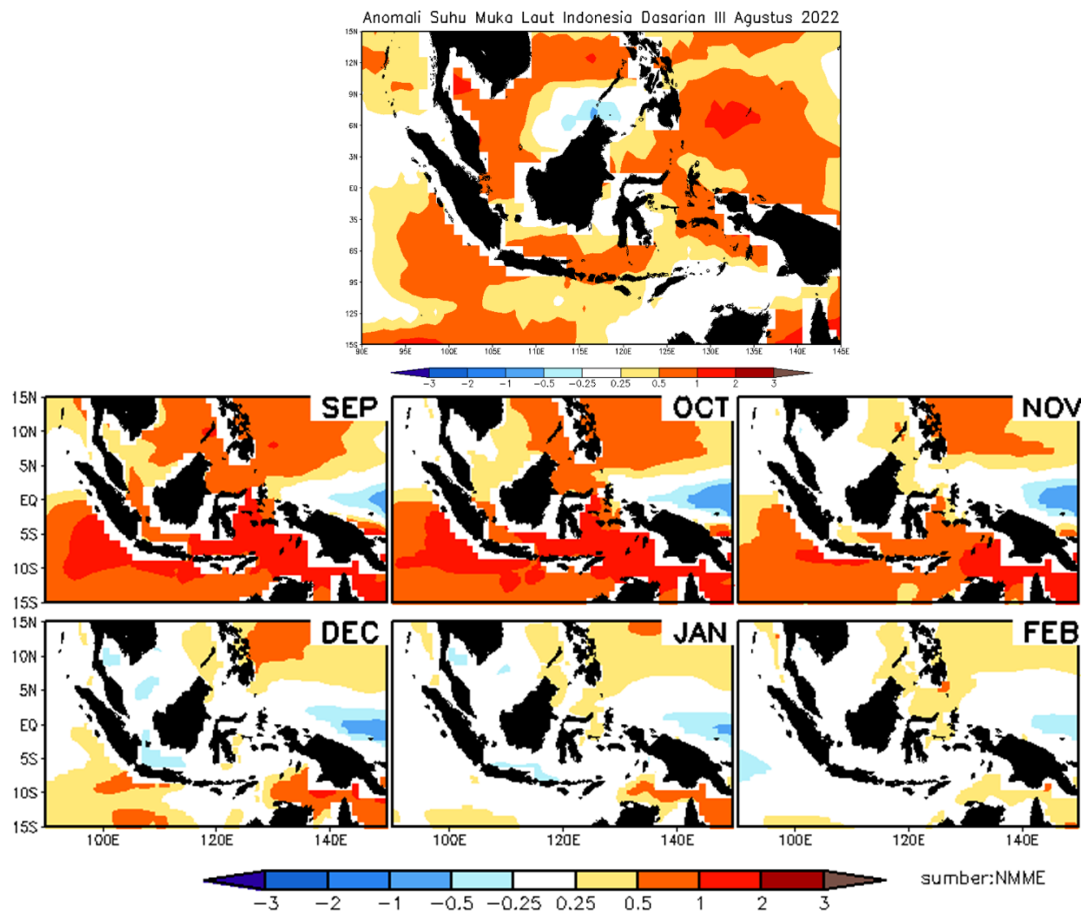 Anomali Suhu Muka Laut Indonesia Dasarian III Agustus 2022
15N
12N
9N
6N
3N
EQ
3S
6S
9S
12S
15S
90E 95E 100E 105E 110E 115E 120E 125E 130E 135E 140E 145E
-3 -2 -1 -0.5 -0.25 0.25 0.5 1 2 3
SEP OCT NOV
15N
10N
5N
EQ
5S
10S
15S
DEC JAN FEB
15N
10N
5N
EQ
5S
10S
15S
100E 120E 140E 100E 120E 140E 100E 120E 140E
-3 -2 -1 -0.5 -0.25 0.25 0.5 1 2 3
sumber:NMME